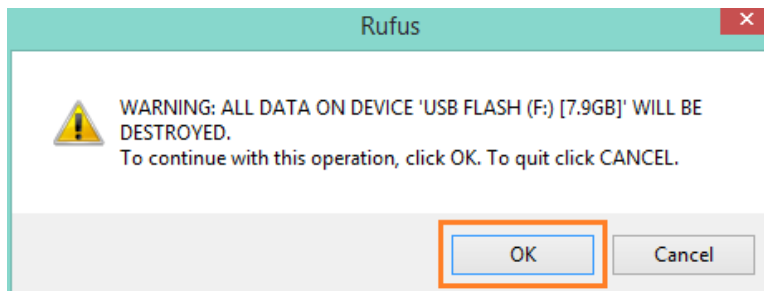 Rufus
WARNING: ALL DATA ON DEVICE 'USB FLASH (F:) [7.9GB]' WILL BE
DESTROYED.
To continue with this operation, click OK. To quit click CANCEL.
OK
Cancel